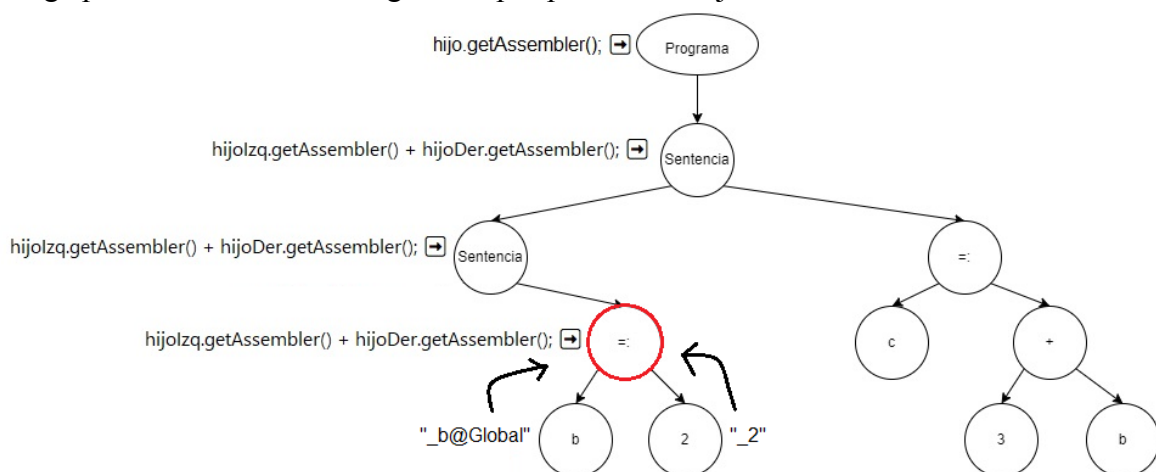 hijo.getAssembler(); ➡ Programa
hijoIzq.getAssembler() + hijoDer.getAssembler(); ➡ Sentencia
hijoIzq.getAssembler() + hijoDer.getAssembler(); ➡ Sentencia =:
hijoIzq.getAssembler() + hijoDer.getAssembler(); ➡ =: c +
"_b@Global" b 2 "_2" 3 b